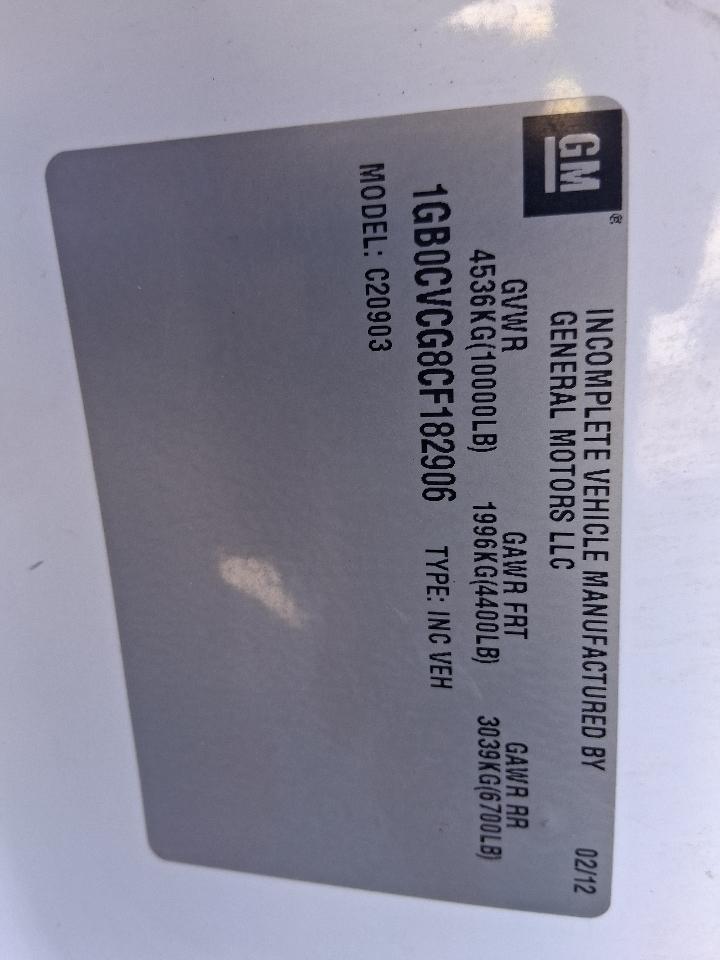 GM®
INCOMPLETE VEHICLE MANUFACTURED BY 02/12
GENERAL MOTORS LLC
GVWR GAWR FRT GAWR RR
4536KG(10000LB) 1996KG(4400LB) 3039KG(6700LB)
1GB0CVCG8CF182906 TYPE: INC VEH
MODEL: C20903